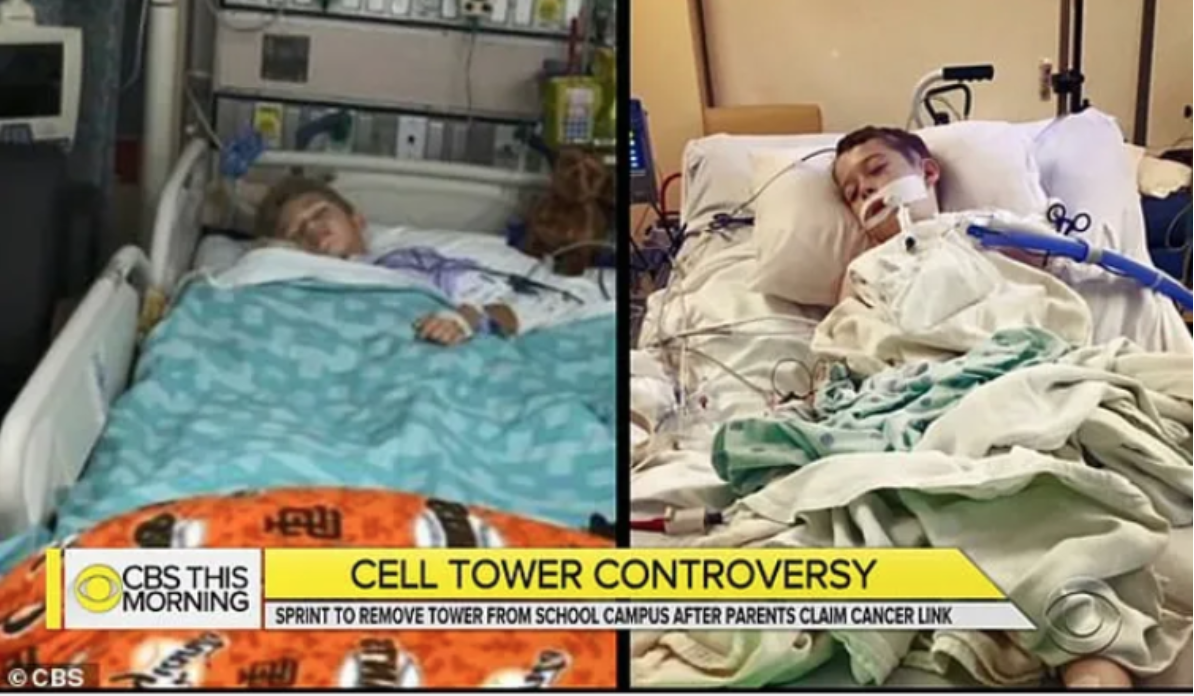 CBS THIS MORNING
CELL TOWER CONTROVERSY
SPRINT TO REMOVE TOWER FROM SCHOOL CAMPUS AFTER PARENTS CLAIM CANCER LINK
© CBS